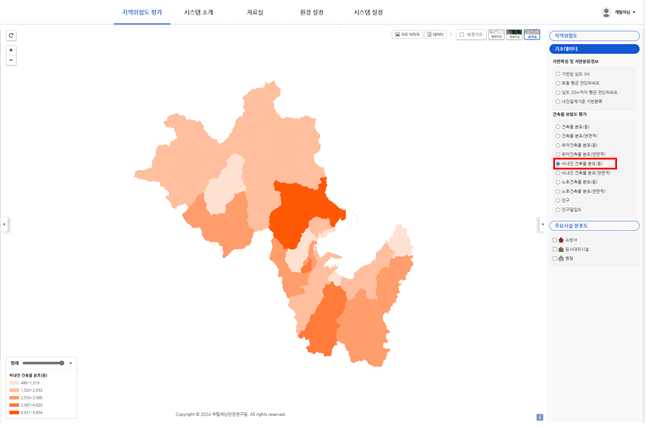 지역위험도 평가 시스템 소개 자료실 환경 설정 시스템 설정 개발자님
지도 이미지 데이터 배경지도
지역위험도
기초데이터
지반특성 및 지반분류정보
기반암 심도 (H)
토층 평균 전단파속도
심도 30m까지 평균 전단파속도
내진설계기준 지반분류
건축물 위험도 평가
건축물 분포(동)
건축물 분포(연면적)
취약건축물 분포(동)
취약건축물 분포(연면적)
비내진 건축물 분포(동)
비내진 건축물 분포(연면적)
노후건축물 분포(동)
노후건축물 분포(연면적)
인구
인구밀집도
주요시설 분포도
소방서
임시대피시설
병원
범례
비내진 건축물 분포(동)
486~1,519
1,520~2,553
2,554~3,586
3,587~4,620
4,621~5,654
Copyright © 2024 국립재난안전연구원. All rights reserved.